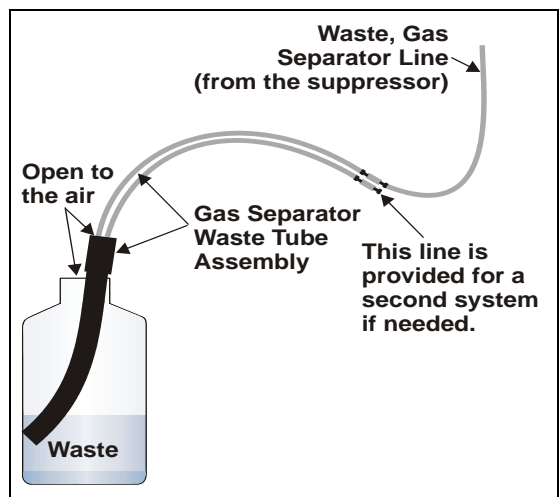 Waste, Gas
Separator Line
(from the suppressor)
Open to
the air
Gas Separator
Waste Tube
Assembly
This line is
provided for a
second system
if needed.
Waste